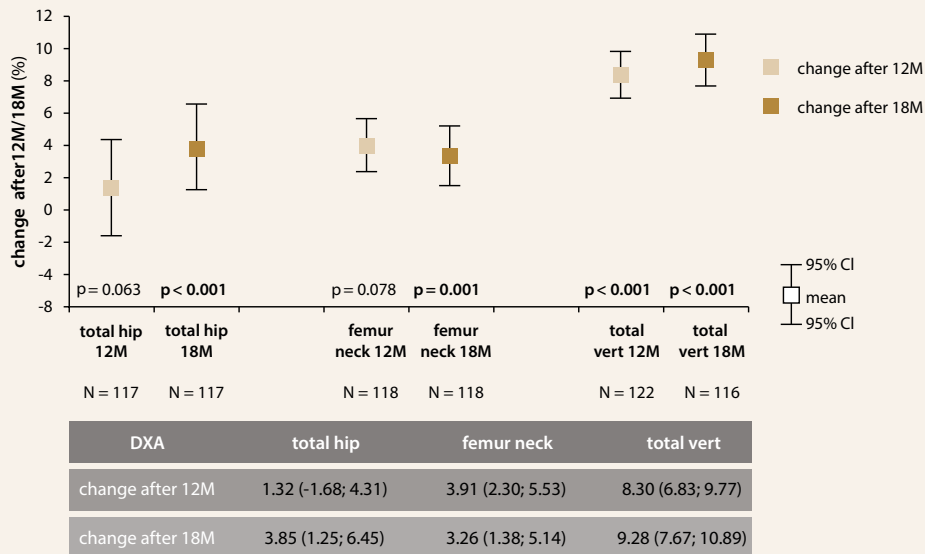 12
10
8
6
4
2
0
-2
-4
-8
change after12M/18M (%)
change after 12M
change after 18M
p = 0.063 p < 0.001 p = 0.078 p = 0.001 p < 0.001 p < 0.001
total hip 12M
total hip 18M
femur neck 12M
femur neck 18M
total vert 12M
total vert 18M
N = 117 N = 117 N = 118 N = 118 N = 122 N = 116
95% CI
mean
95% CI
DXA total hip femur neck total vert
change after 12M 1.32 (-1.68; 4.31) 3.91 (2.30; 5.53) 8.30 (6.83; 9.77)
change after 18M 3.85 (1.25; 6.45) 3.26 (1.38; 5.14) 9.28 (7.67; 10.89)